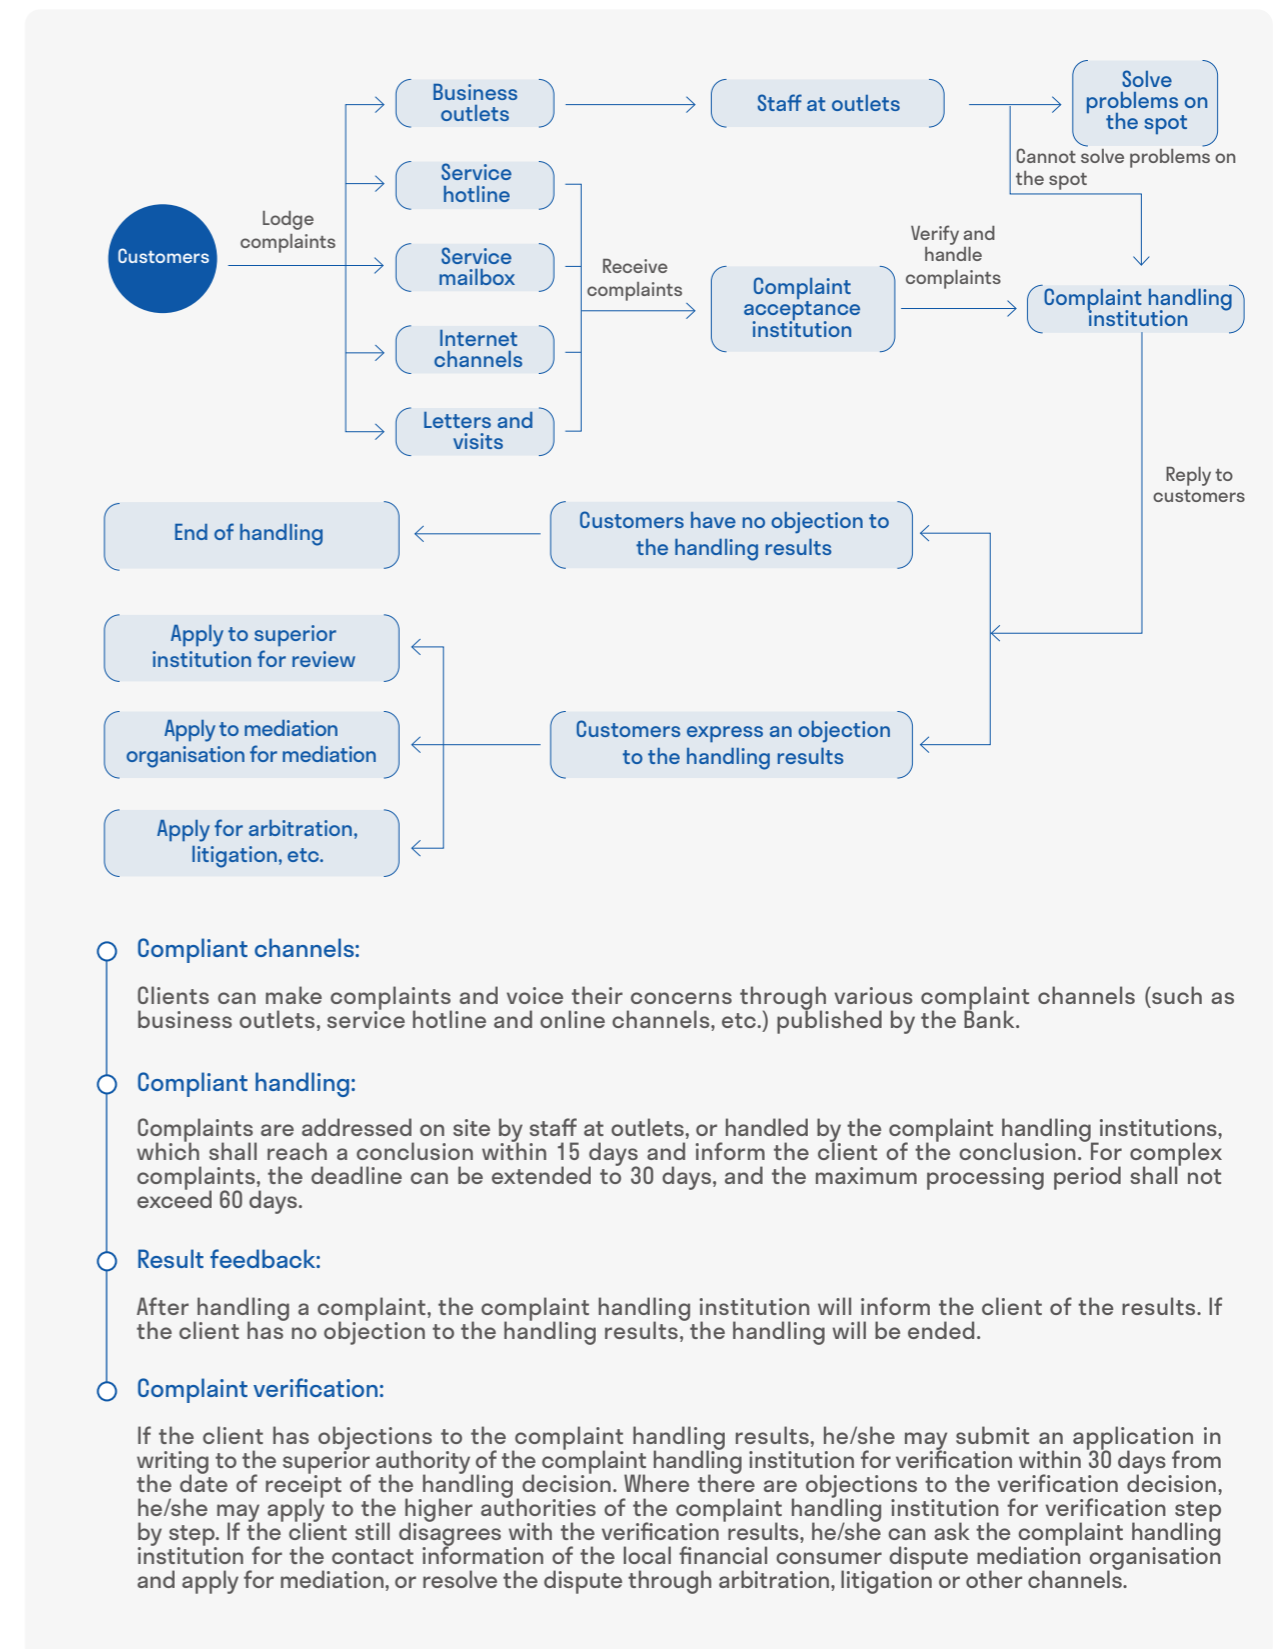 Business
outlets
Staff at outlets
Solve
problems on
the spot
Cannot solve problems on
the spot
Service
hotline
Customers
Lodge
complaints
Service
mailbox
Receive
complaints
Complaint
acceptance
institution
Verify and
handle
complaints
Complaint handling
institution
Internet
channels
Letters and
visits
Reply to
customers
End of handling
Customers have no objection to
the handling results
Apply to superior
institution for review
Apply to mediation
organisation for mediation
Customers express an objection
to the handling results
Apply for arbitration,
litigation, etc.
Compliant channels:
Clients can make complaints and voice their concerns through various complaint channels (such as
business outlets, service hotline and online channels, etc.) published by the Bank.
Compliant handling:
Complaints are addressed on site by staff at outlets, or handled by the complaint handling institutions,
which shall reach a conclusion within 15 days and inform the client of the conclusion. For complex
complaints, the deadline can be extended to 30 days, and the maximum processing period shall not
exceed 60 days.
Result feedback:
After handling a complaint, the complaint handling institution will inform the client of the results. If
the client has no objection to the handling results, the handling will be ended.
Complaint verification:
If the client has objections to the complaint handling results, he/she may submit an application in
writing to the superior authority of the complaint handling institution for verification within 30 days from
the date of receipt of the handling decision. Where there are objections to the verification decision,
he/she may apply to the higher authorities of the complaint handling institution for verification step
by step. If the client still disagrees with the verification results, he/she can ask the complaint handling
institution for the contact information of the local financial consumer dispute mediation organisation
and apply for mediation, or resolve the dispute through arbitration, litigation or other channels.